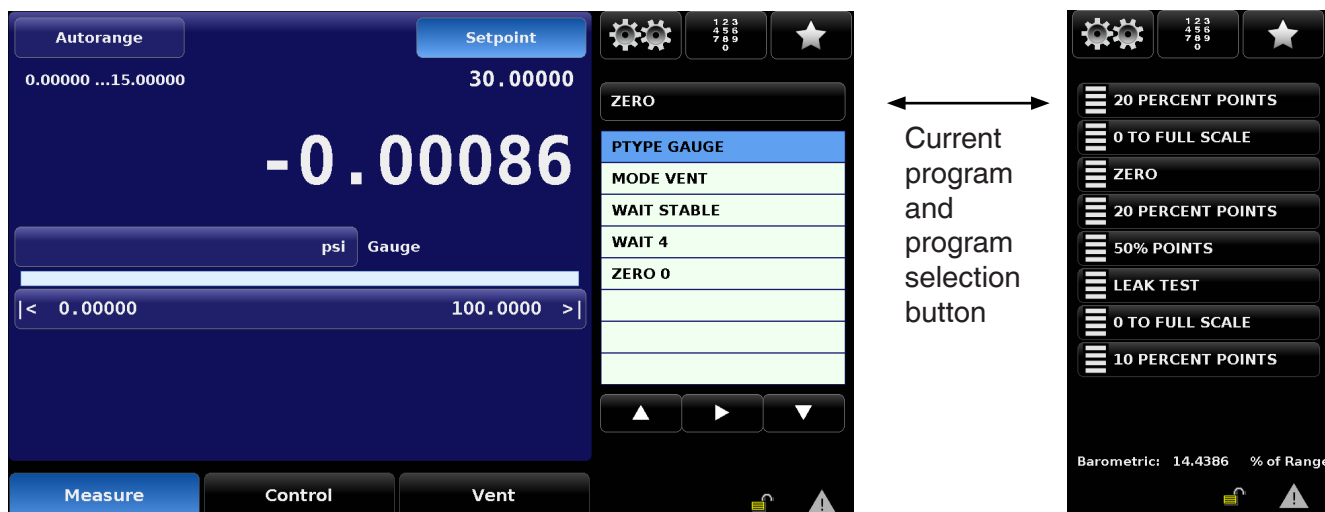 Autorange
Setpoint
0.00000 ...15.00000
30.00000
-0.00086
psi Gauge
|< 0.00000
100.0000 >|
Measure
Control
Vent
1 2 3
4 5 6
7 8 9
0
ZERO
PTYPE GAUGE
MODE VENT
WAIT STABLE
WAIT 4
ZERO 0
Current
program
and
program
selection
button
1 2 3
4 5 6
7 8 9
0
20 PERCENT POINTS
0 TO FULL SCALE
ZERO
20 PERCENT POINTS
50% POINTS
LEAK TEST
0 TO FULL SCALE
10 PERCENT POINTS
Barometric: 14.4386 % of Range